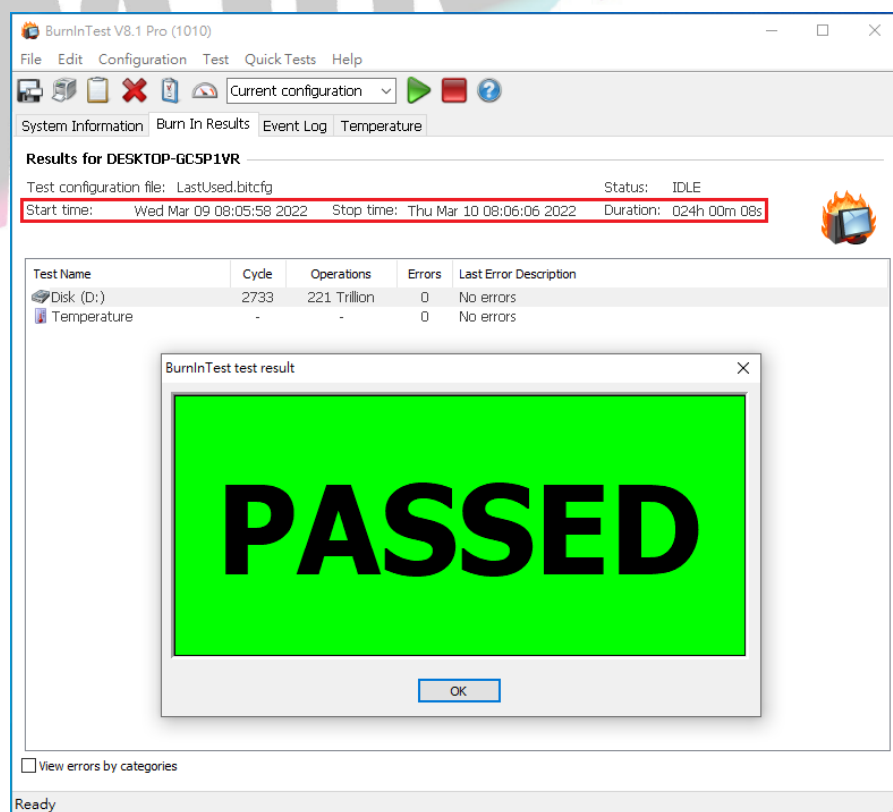 BurnInTest V8.1 Pro (1010)
File Edit Configuration Test Quick Tests Help
Current configuration
System Information Burn In Results Event Log Temperature
Results for DESKTOP-GC5P1VR
Test configuration file: LastUsed.bitcfg Status: IDLE
Start time: Wed Mar 09 08:05:58 2022 Stop time: Thu Mar 10 08:06:06 2022 Duration: 024h 00m 08s
Test Name Cycle Operations Errors Last Error Description
Disk (D:) 2733 221 Trillion 0 No errors
Temperature - - 0 No errors
BurnInTest test result
PASSED
OK
View errors by categories
Ready